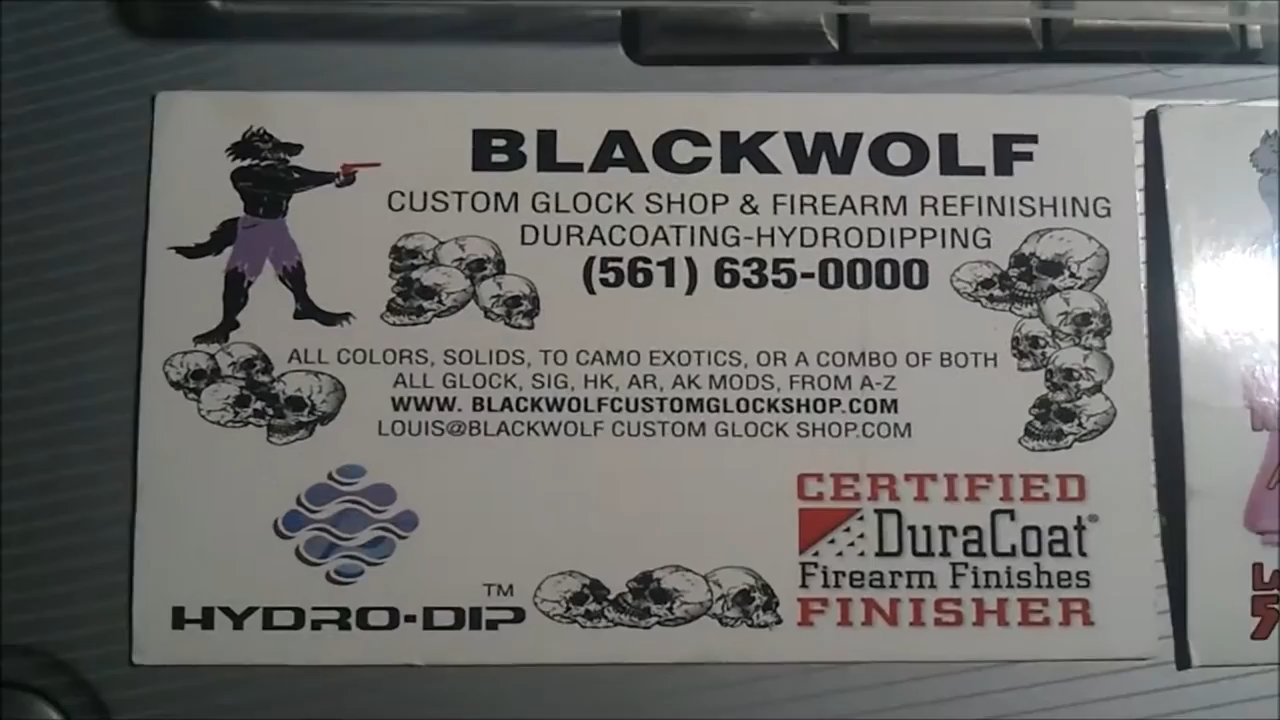 BLACKWOLF
CUSTOM GLOCK SHOP & FIREARM REFINISHING
DURACOATING-HYDRODIPPING
(561) 635-0000
ALL COLORS, SOLIDS, TO CAMO EXOTICS, OR A COMBO OF BOTH
ALL GLOCK, SIG, HK, AR, AK MODS, FROM A-Z
WWW. BLACKWOLFCUSTOMGLOCKSHOP.COM
LOUIS@BLACKWOLF CUSTOM GLOCK SHOP.COM
HYDRO-DIP TM
CERTIFIED
DuraCoat®
Firearm Finishes
FINISHER